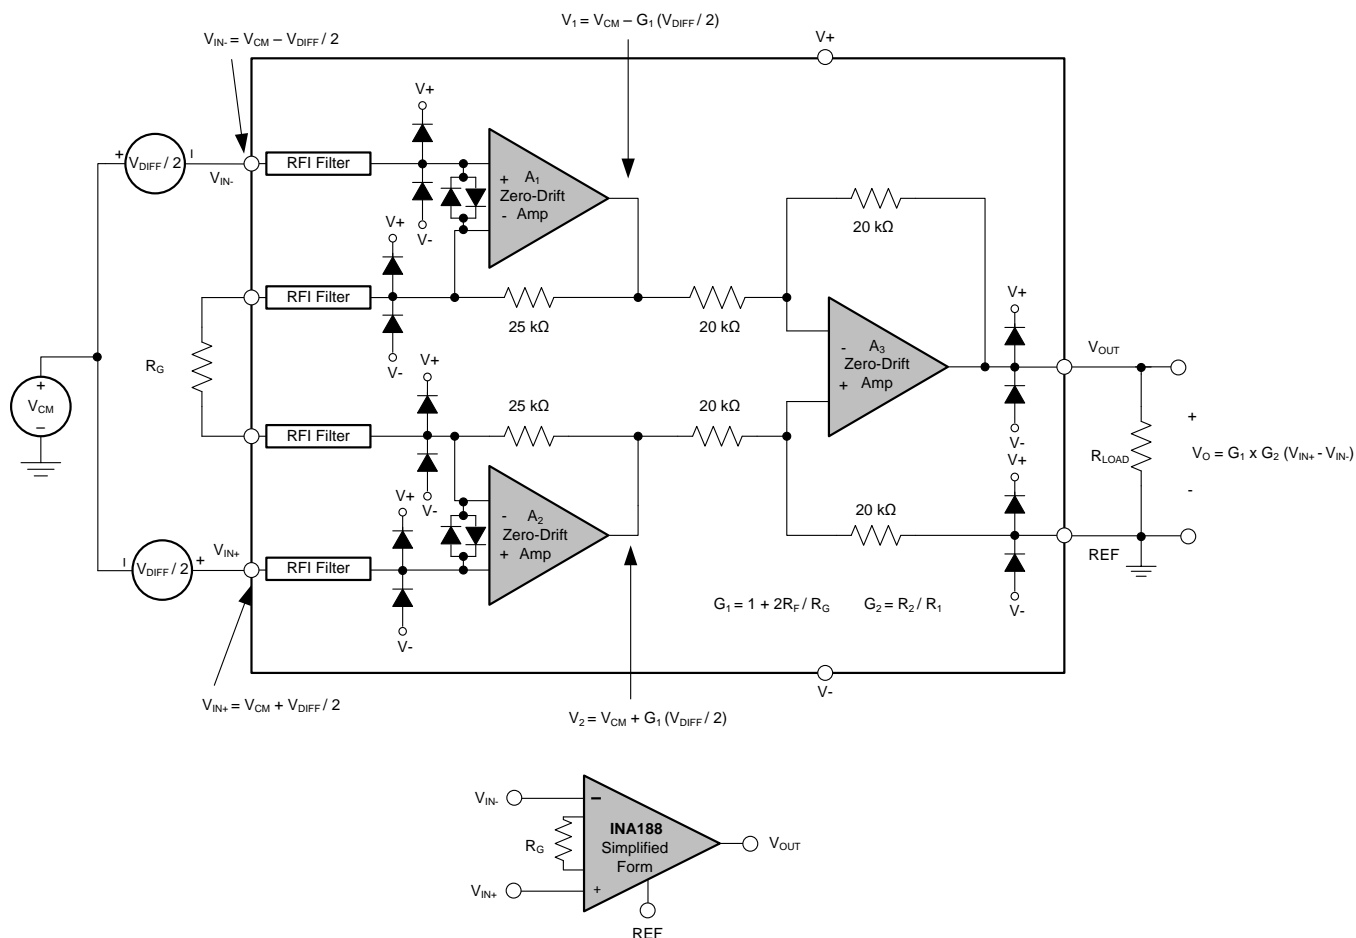 V1 = VCM – G1 (VDIFF / 2)
VIN- = VCM – VDIFF / 2
V+
V+
+ VDIFF / 2 –
VIN-
RFI Filter
+ A1
Zero-Drift
- Amp
V-
20 kΩ
V+
RFI Filter
25 kΩ
20 kΩ
V-
V+
- A3
Zero-Drift
+ Amp
VOUT
RG
V+
+
VCM
–
RFI Filter
25 kΩ
20 kΩ
V-
V+
V-
V+
RLOAD
+
VO = G1 x G2 (VIN+ - VIN-)
-
- A2
Zero-Drift
+ Amp
20 kΩ
– VDIFF / 2 +
VIN+
RFI Filter
REF
V-
G1 = 1 + 2RF / RG
G2 = R2 / R1
V-
V-
VIN+ = VCM + VDIFF / 2
V2 = VCM + G1 (VDIFF / 2)
VIN-
–
INA188
Simplified
Form
RG
VOUT
VIN+
+
REF